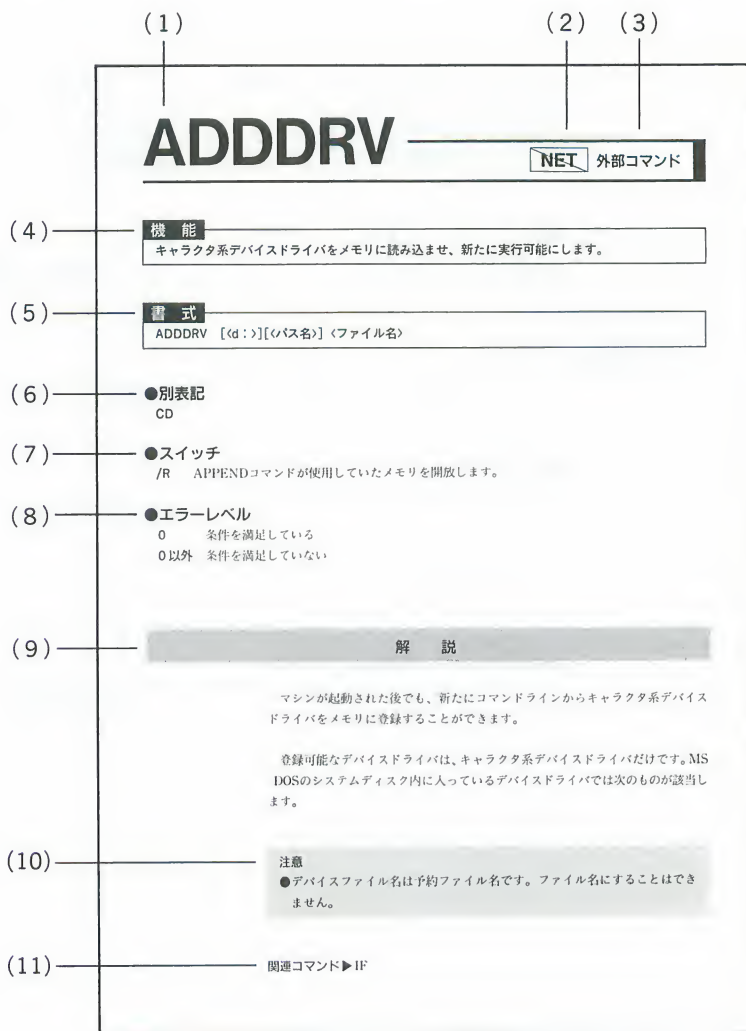 (1)
(2) (3)
ADDDRV
NET 外部コマンド
(4)
機 能
キャラクタ系デバイスドライバをメモリに読み込ませ、新たに実行可能にします。
(5)
書 式
ADDDRV [〈d：〉][〈パス名〉]〈ファイル名〉
(6)
●別表記
CD
(7)
●スイッチ
/R APPENDコマンドが使用していたメモリを開放します。
(8)
●エラーレベル
0 条件を満足している
0以外 条件を満足していない
(9)
解 説
マシンが起動された後でも、新たにコマンドラインからキャラクタ系デバイス
ドライバをメモリに登録することができます。
登録可能なデバイスドライバは、キャラクタ系デバイスドライバだけです。MS
DOSのシステムディスク内に入っているデバイスドライバでは次のものが該当し
ます。
(10)
注意
●デバイスファイル名は予約ファイル名です。ファイル名にすることはでき
ません。
(11)
関連コマンド▶IF